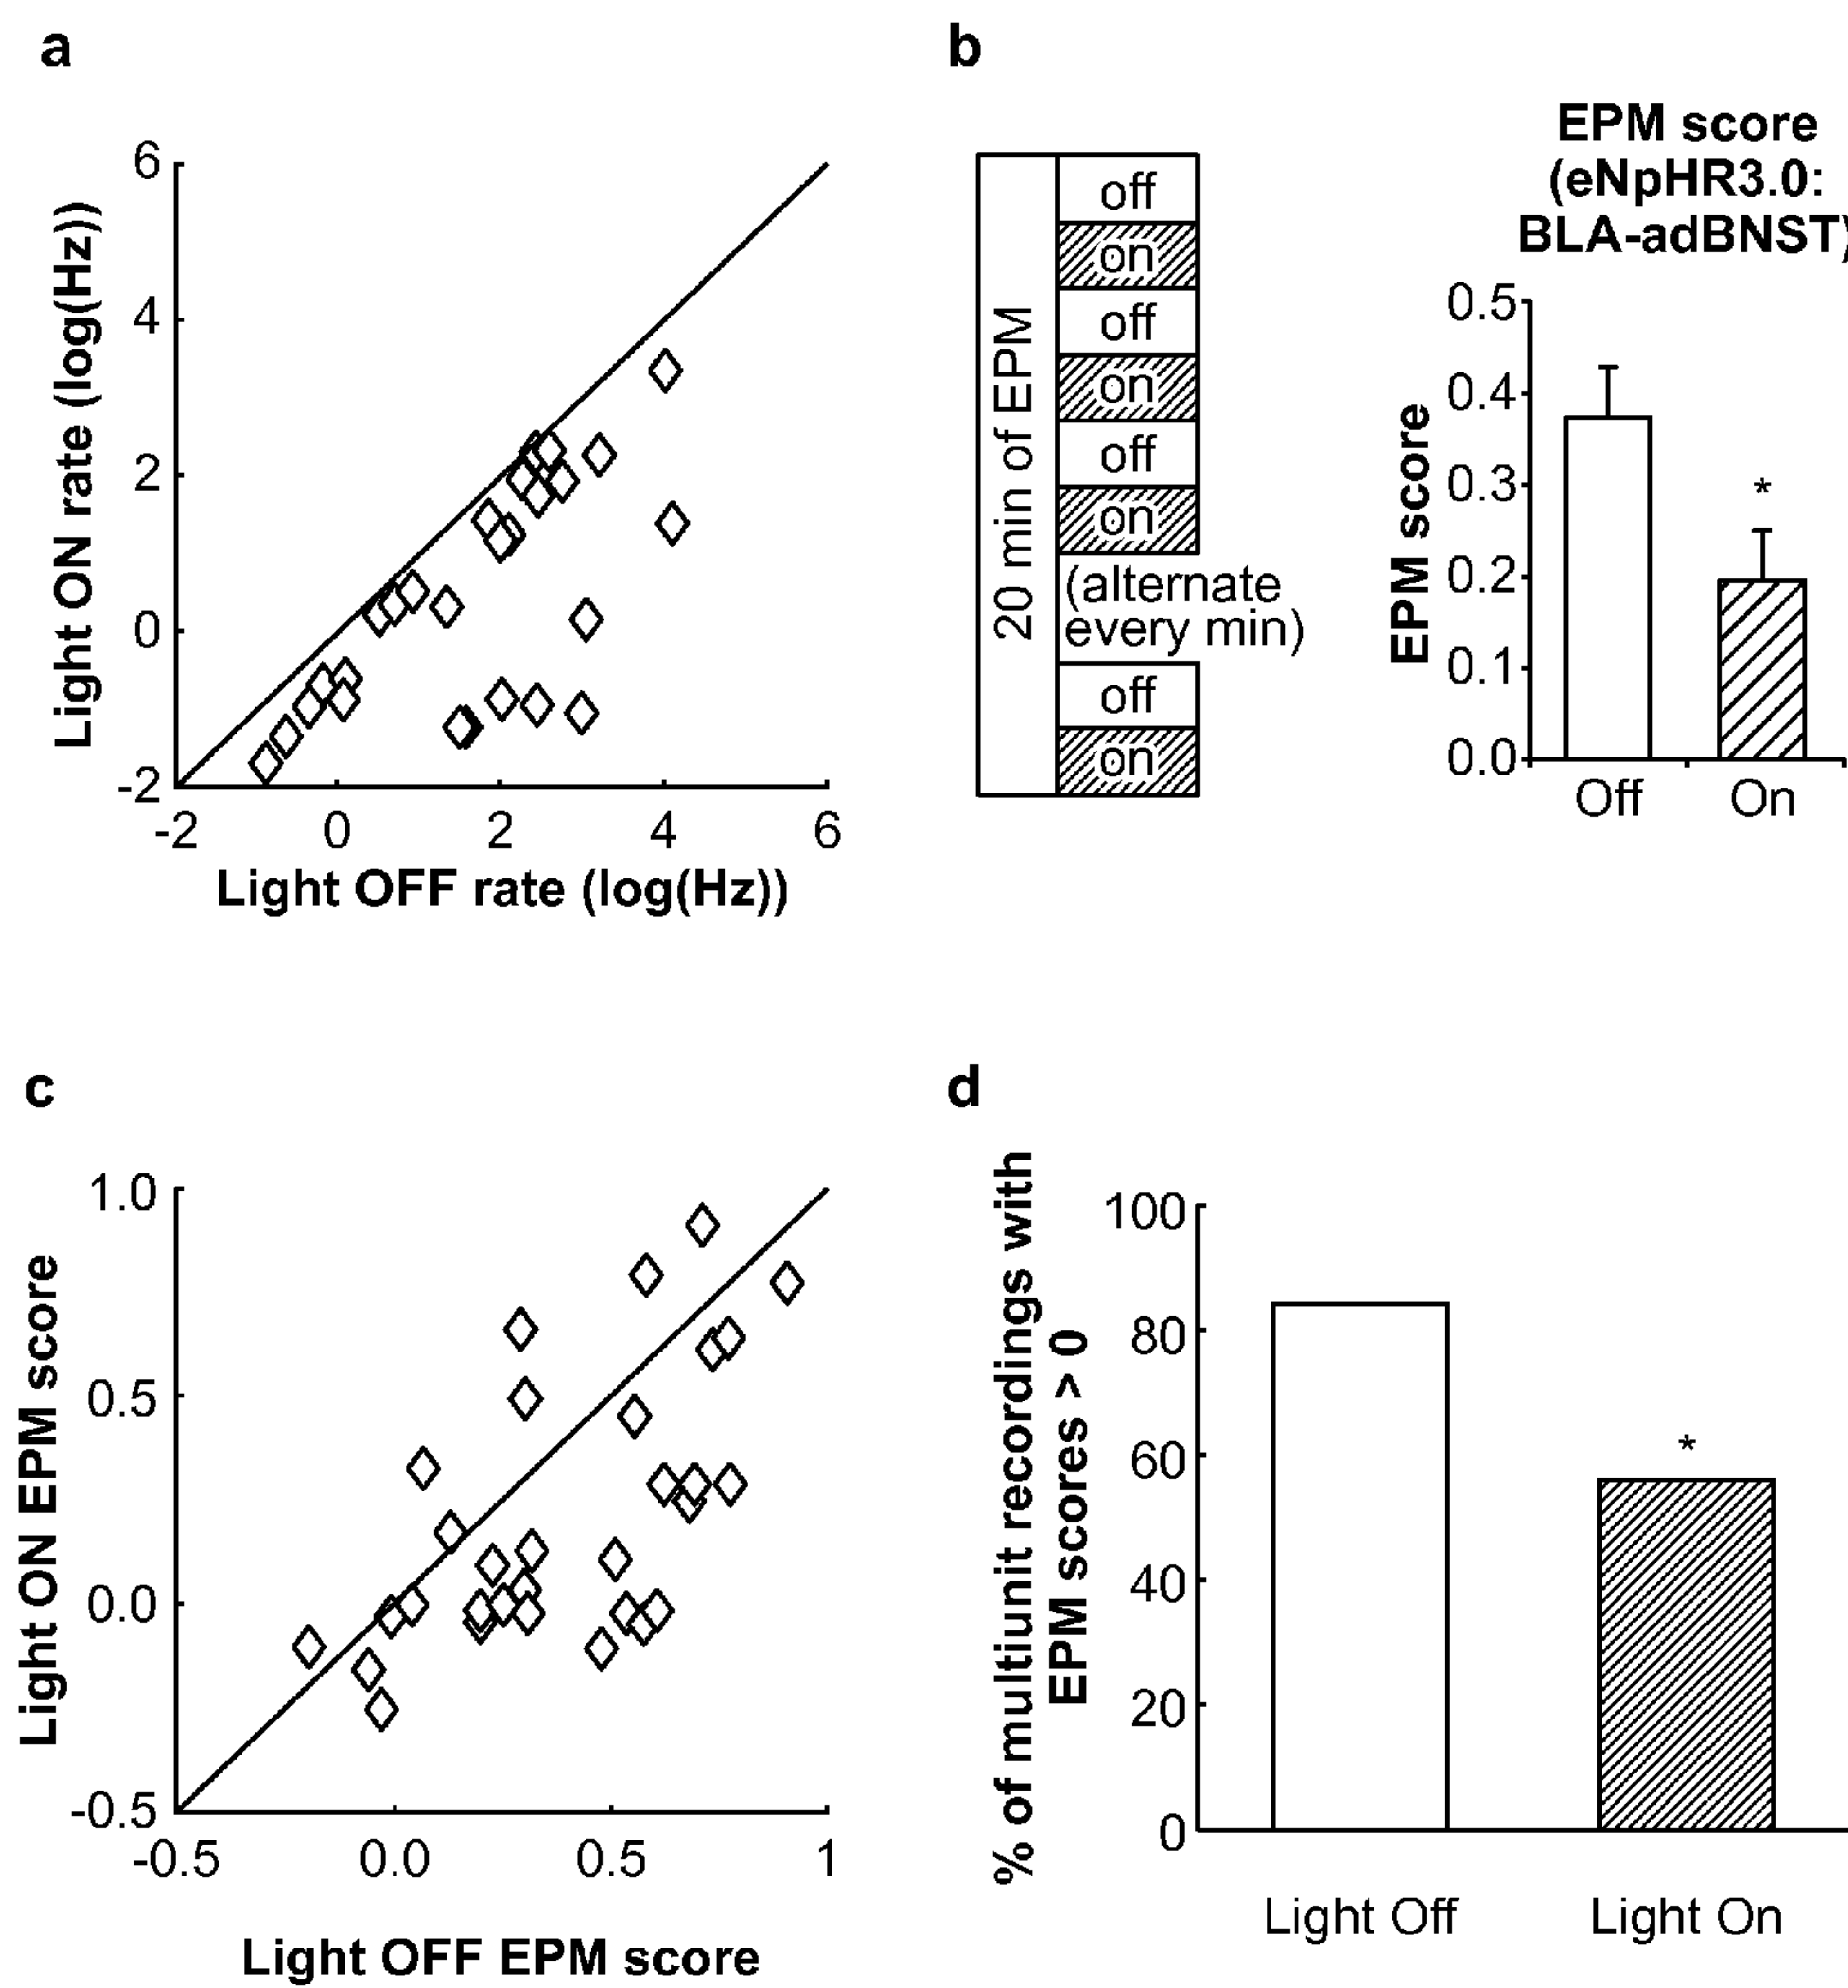 a
Light ON rate (log(Hz))
6
4
2
0
-2
-2 0 2 4 6
Light OFF rate (log(Hz))
b
20 min of EPM
off
on
off
on
off
on
(alternate
every min)
off
on
EPM score
(eNpHR3.0:
BLA-adBNST)
EPM score
0.5
0.4
0.3
0.2
0.1
0.0
*
Off On
c
Light ON EPM score
1.0
0.5
0.0
-0.5
-0.5 0.0 0.5 1
Light OFF EPM score
d
% of multiunit recordings with
EPM scores > 0
100
80
60
40
20
0
*
Light Off Light On